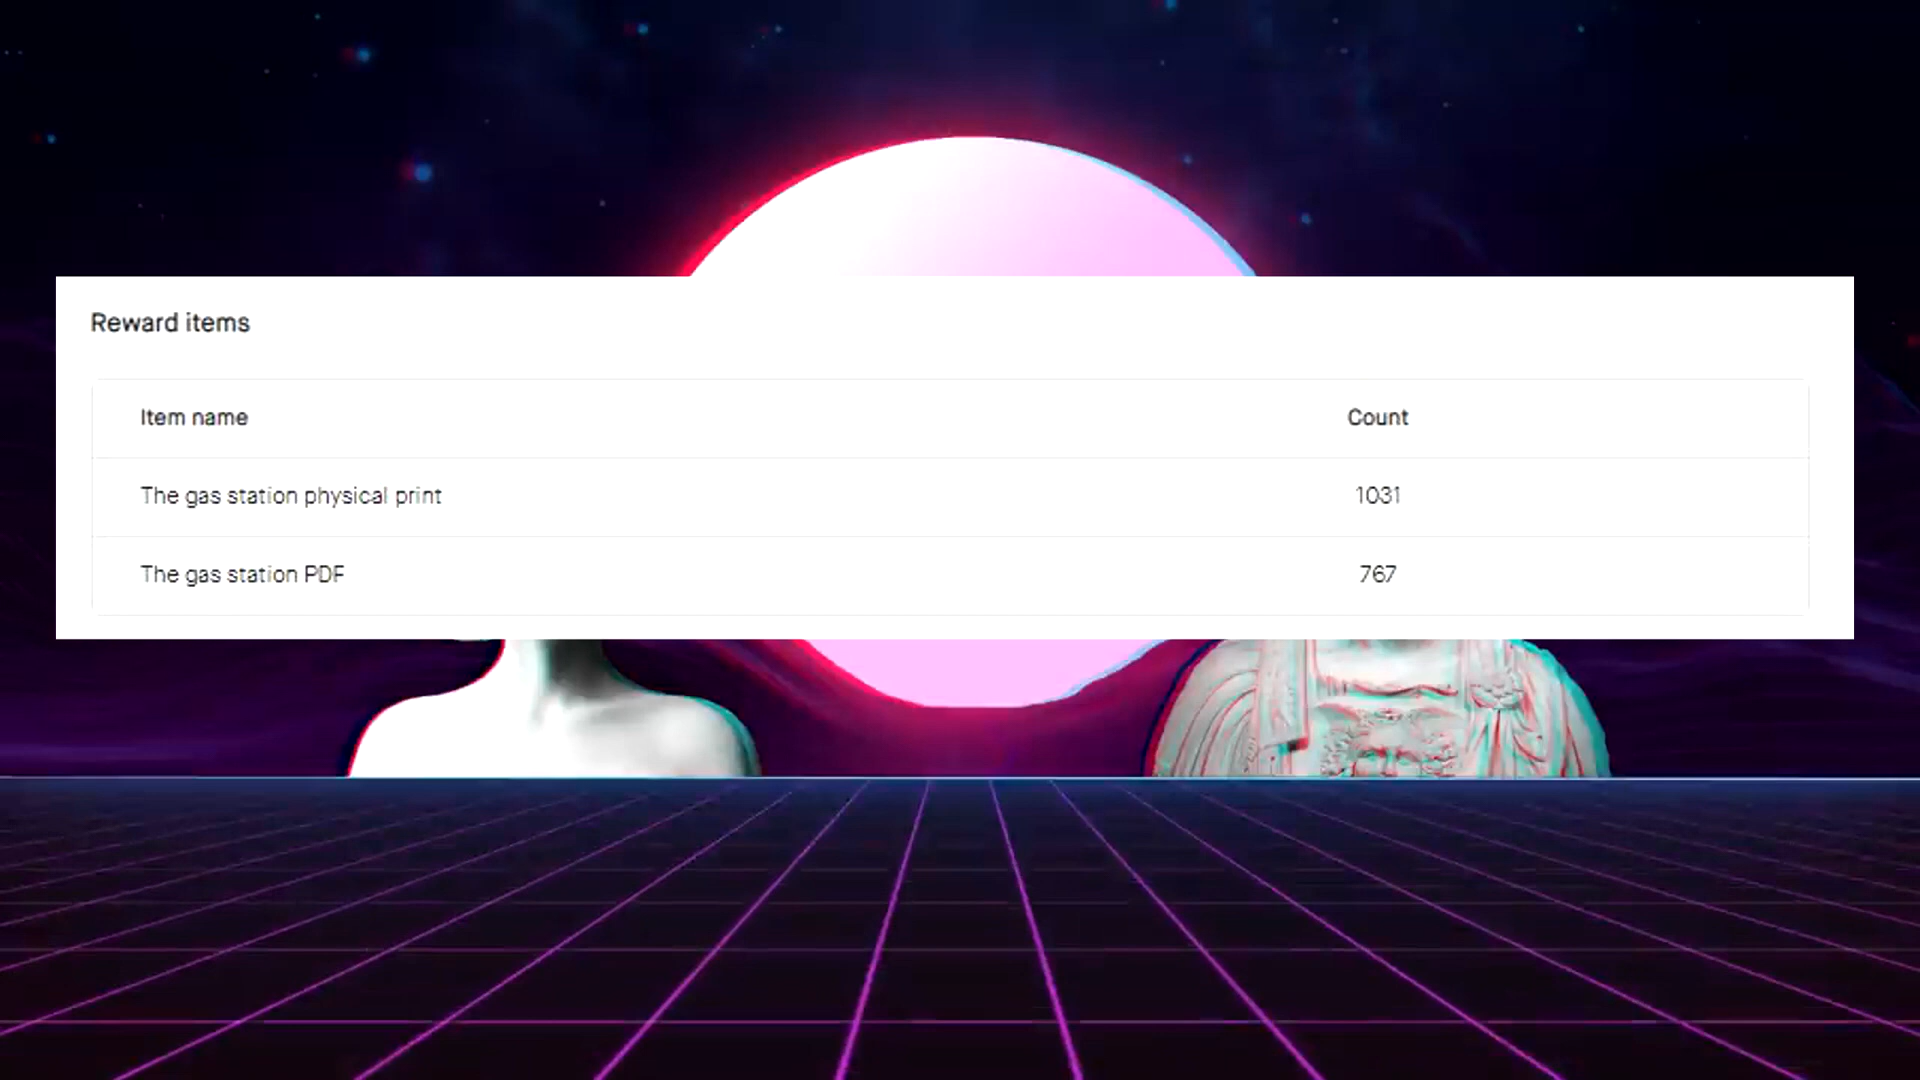 Reward items
Item name Count
The gas station physical print 1031
The gas station PDF 767